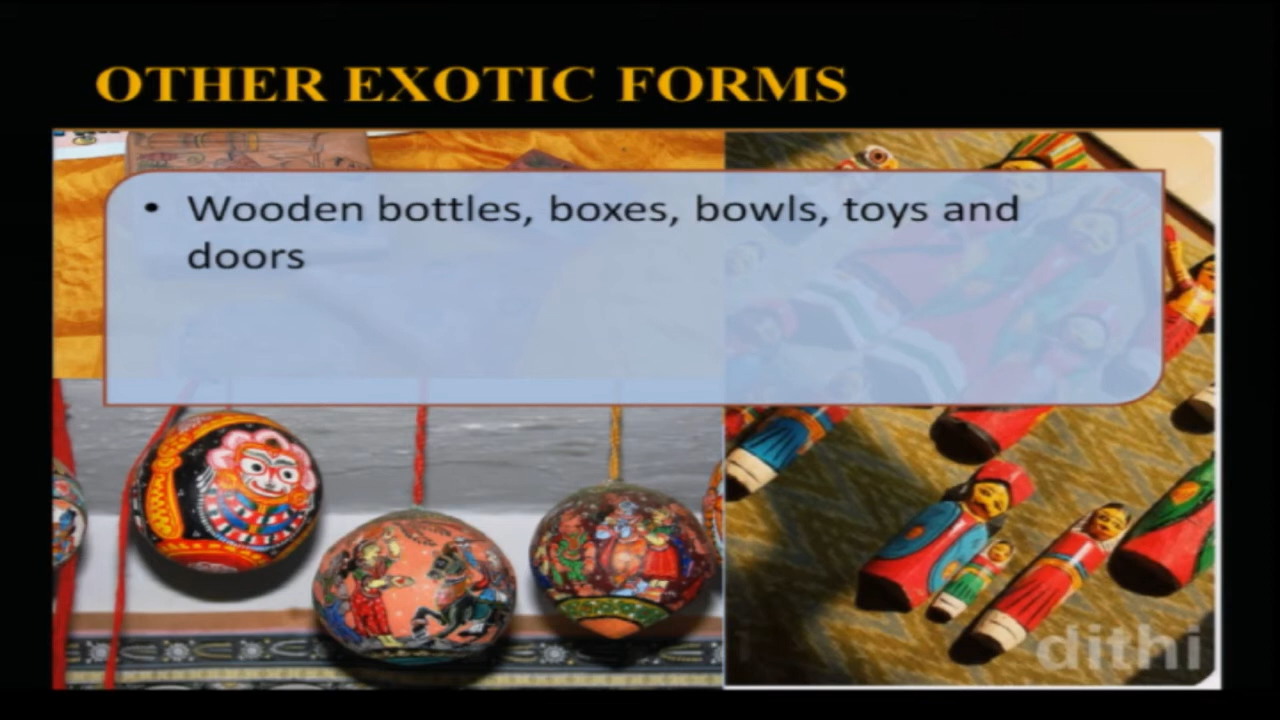 OTHER EXOTIC FORMS
• Wooden bottles, boxes, bowls, toys and
doors
dithi